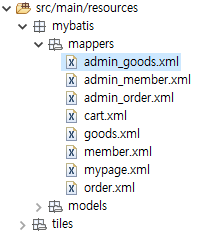 src/main/resources
mybatis
mappers
admin_goods.xml
admin_member.xml
admin_order.xml
cart.xml
goods.xml
member.xml
mypage.xml
order.xml
models
tiles